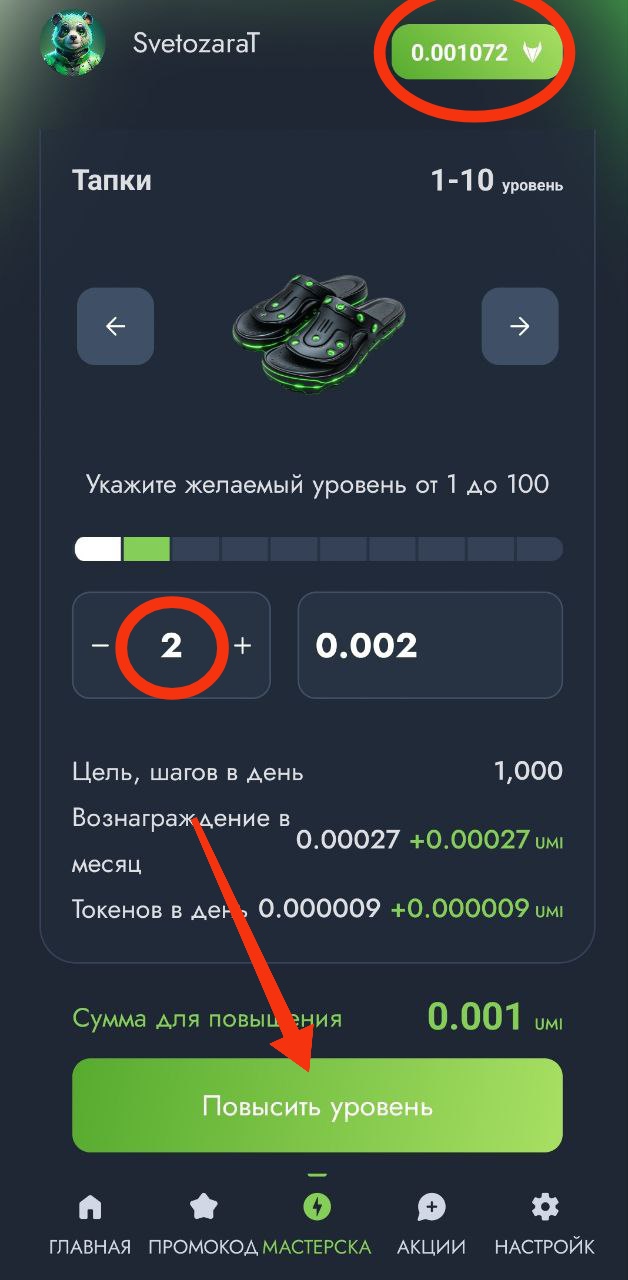 SvetozaraT
0.001072
Тапки
1-10 уровень
Укажите желаемый уровень от 1 до 100
− 2 + 0.002
Цель, шагов в день 1,000
Вознаграждение в
месяц 0.00027 +0.00027 UMI
Токенов в день 0.000009 +0.000009 UMI
Сумма для повышения 0.001 UMI
Повысить уровень
ГЛАВНАЯ ПРОМОКОД МАСТЕРСКА АКЦИИ НАСТРОЙК